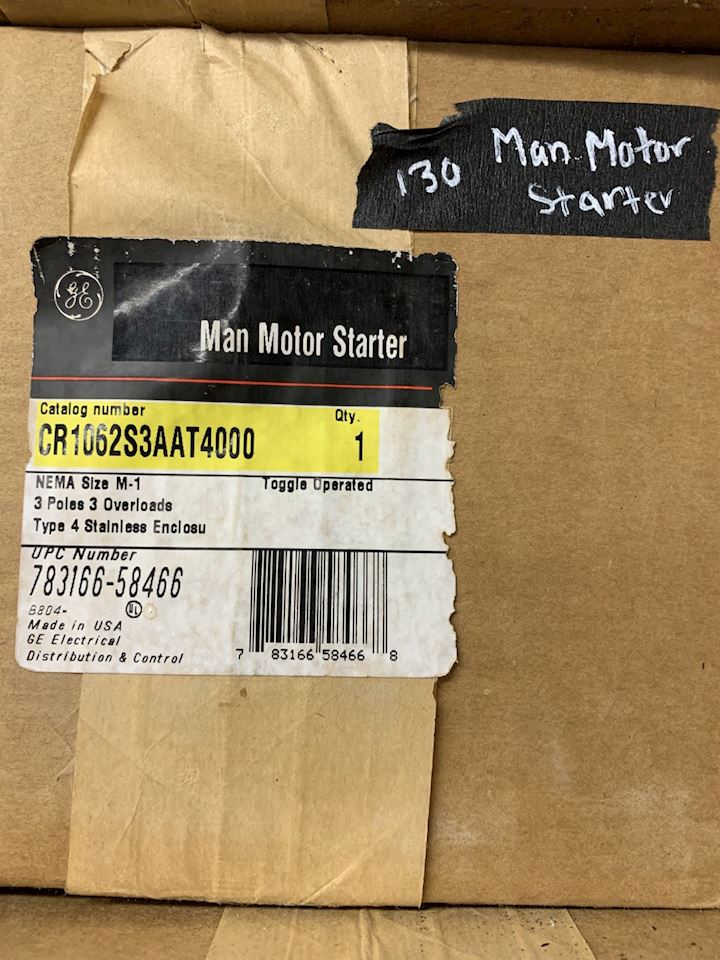 130 Man Motor
Starter
GE
Man Motor Starter
Catalog number Qty.
CR1062S3AAT4000 1
NEMA Size M-1 Toggle Operated
3 Poles 3 Overloads
Type 4 Stainless Enclosu
UPC Number
783166-58466
B804- UL
Made in USA
GE Electrical
Distribution & Control
7 83166 58466 8